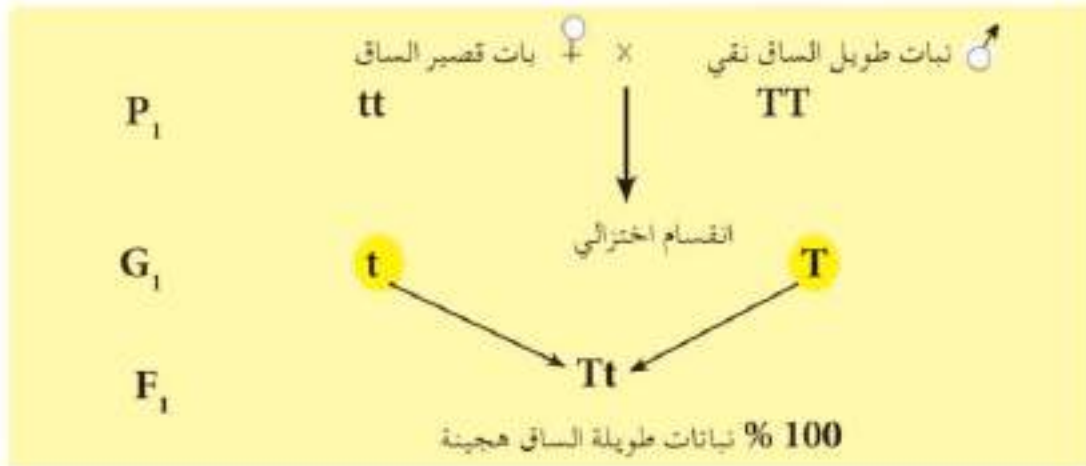 نبات طويل الساق نقي × بات قصير الساق
P1 tt TT
انقسام اختزالي
G1 t T
F1 Tt
100 % نباتات طويلة الساق هجينة